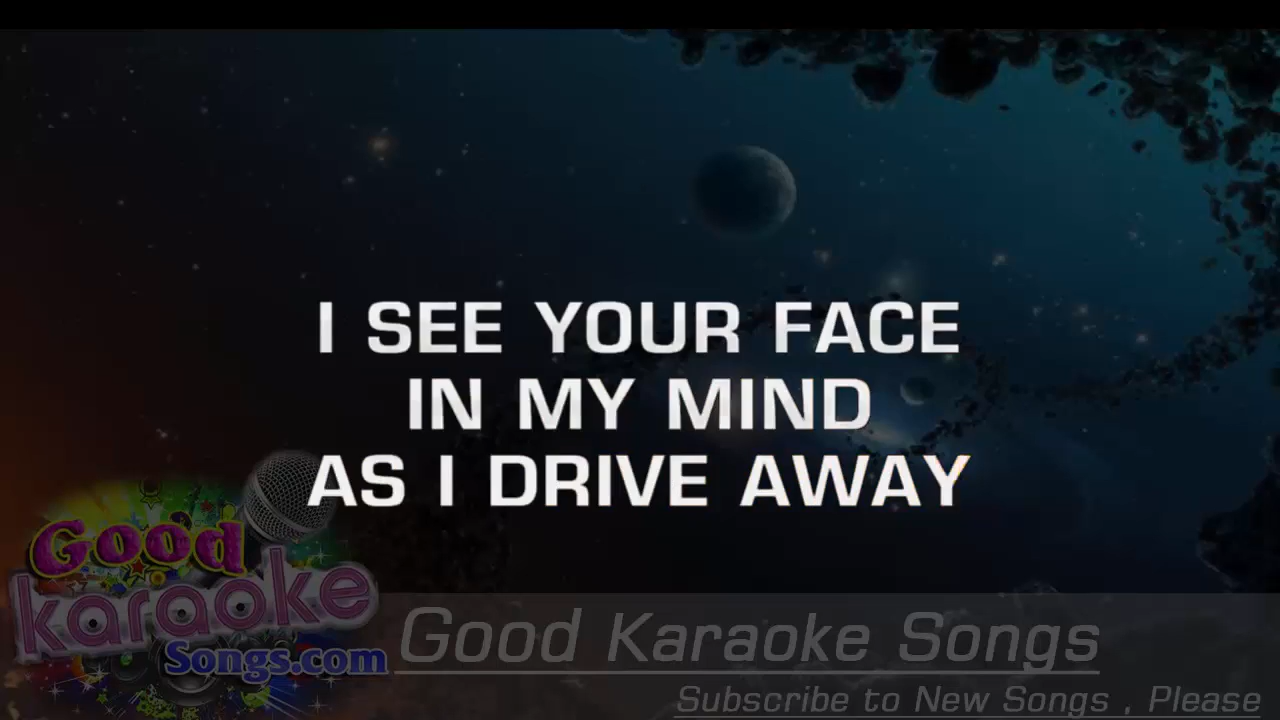 I SEE YOUR FACE
IN MY MIND
AS I DRIVE AWAY
Good
karaoke
Songs.com
Good Karaoke Songs
Subscribe to New Songs , Please